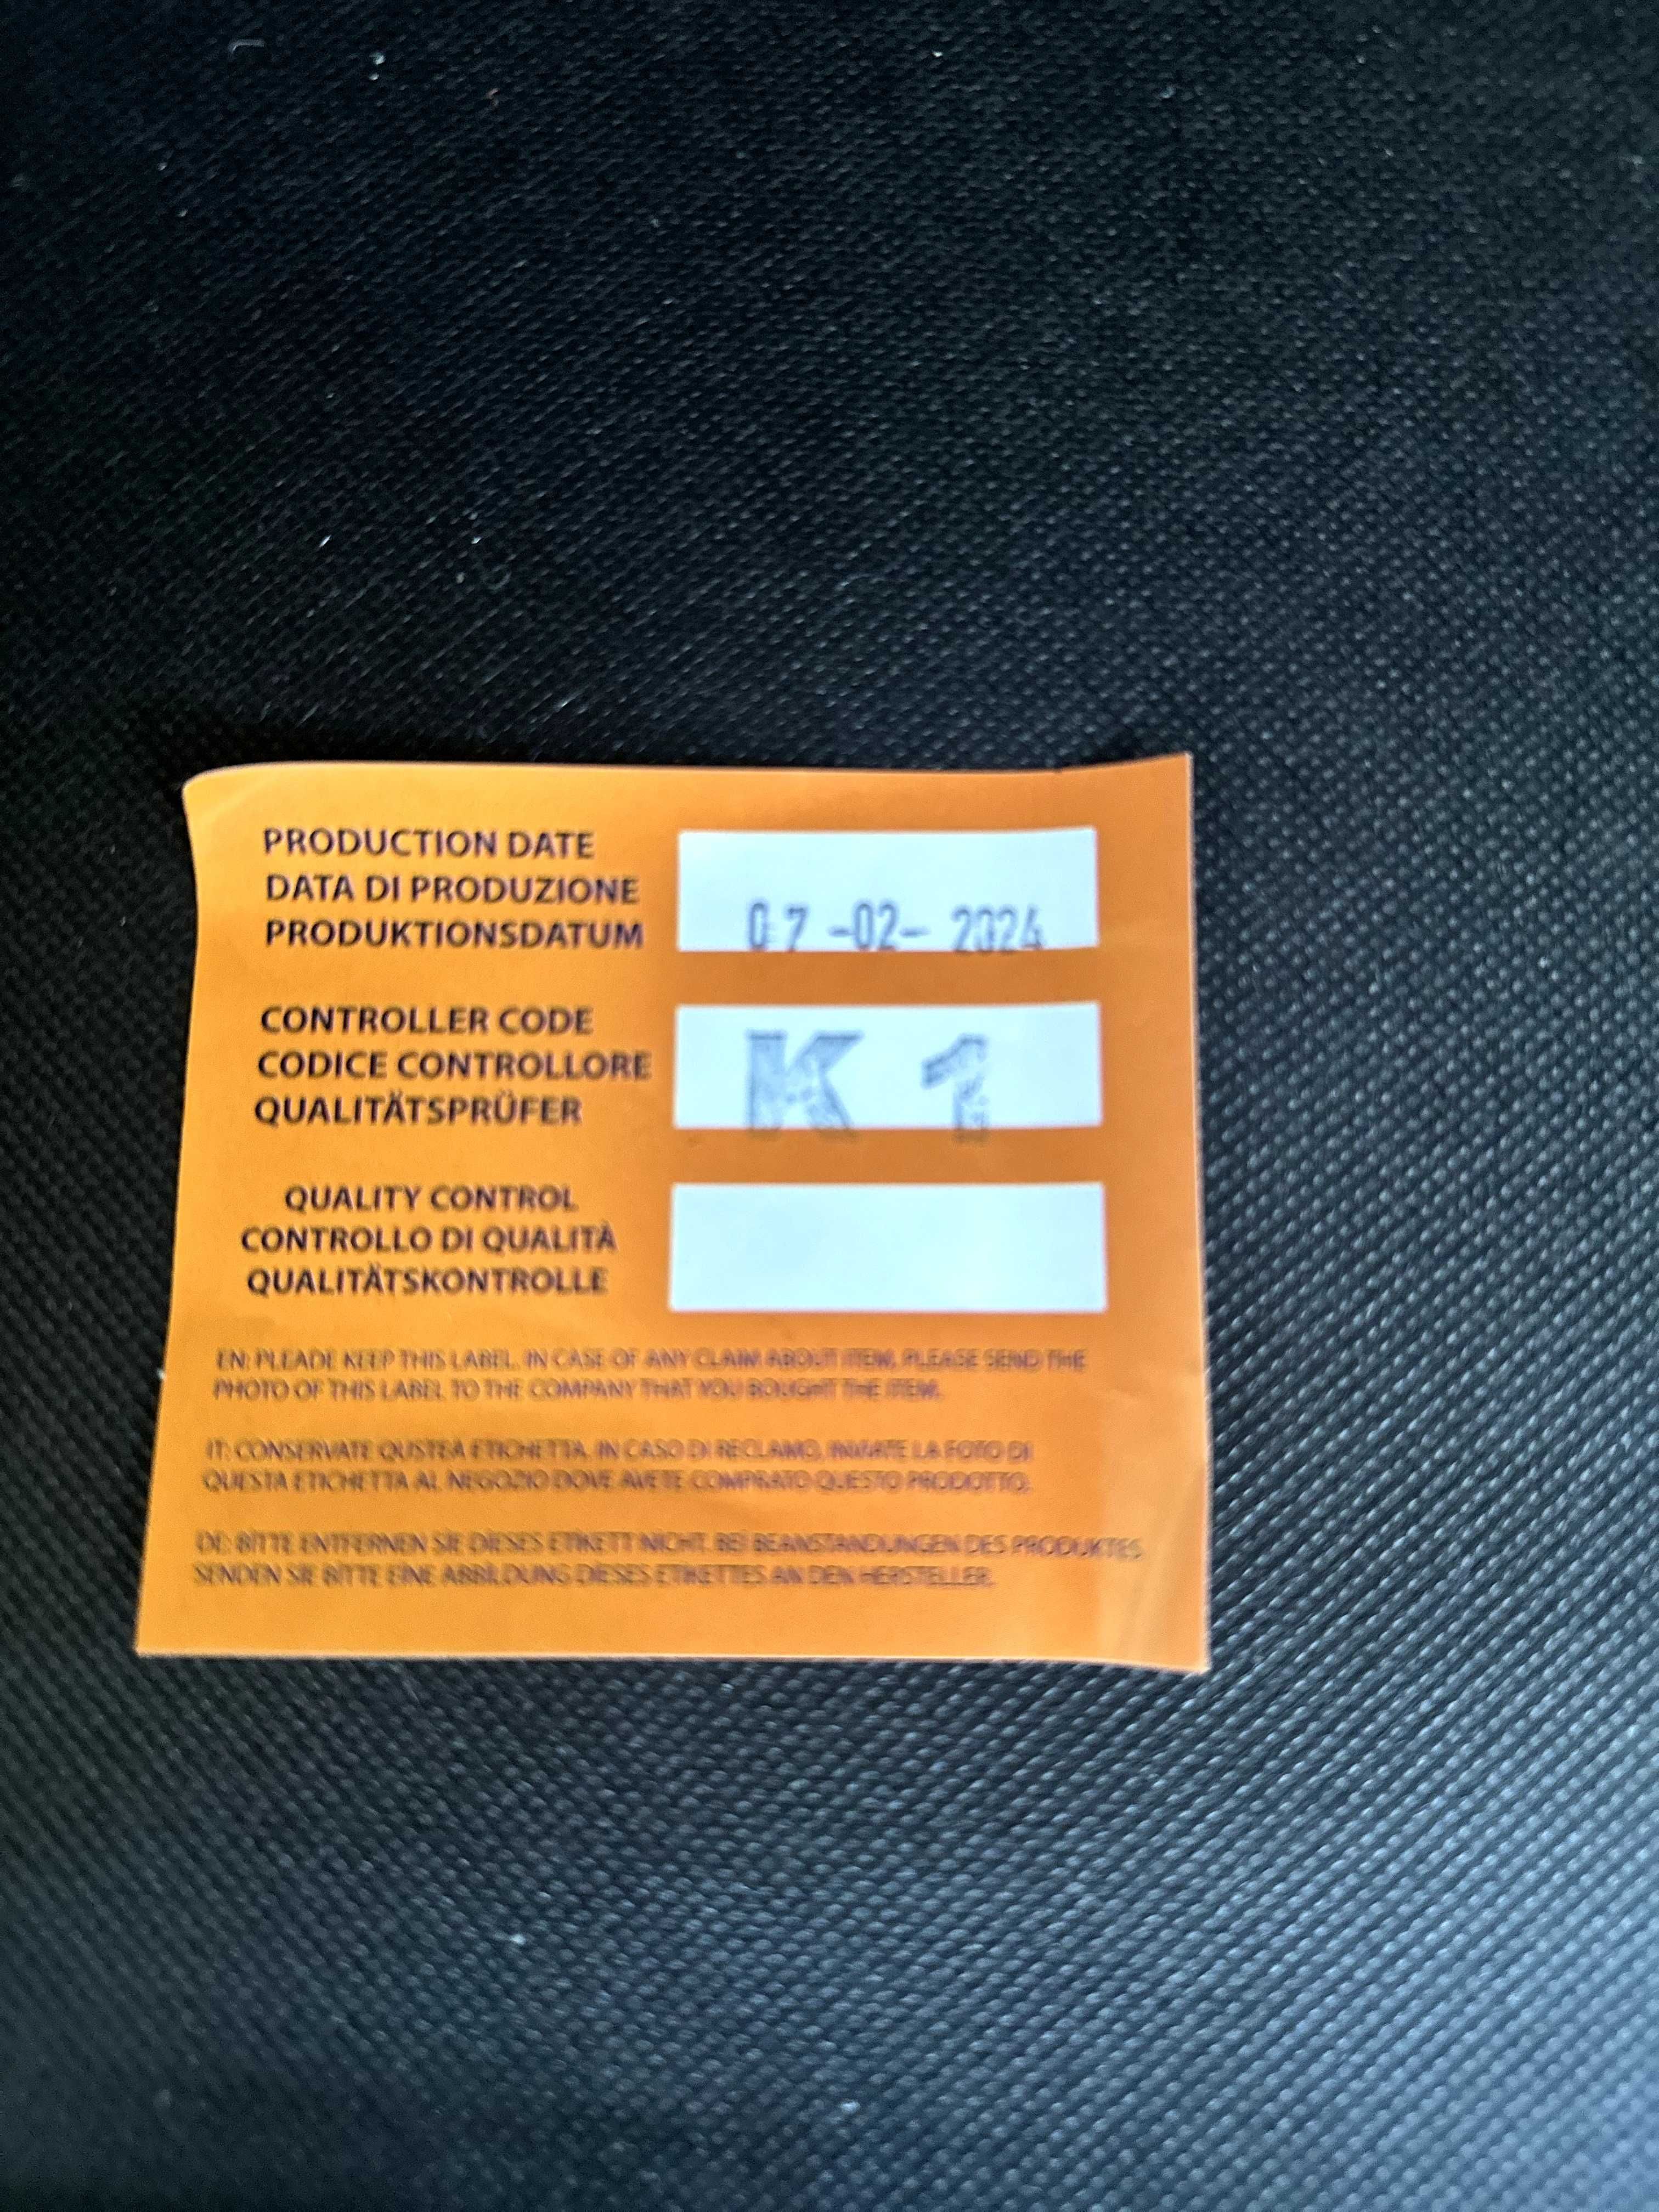 PRODUCTION DATE
DATA DI PRODUZIONE
PRODUKTIONSDATUM
07 -02- 2024
CONTROLLER CODE
CODICE CONTROLLORE
QUALITÄTSPRÜFER
K 1
QUALITY CONTROL
CONTROLLO DI QUALITÀ
QUALITÄTSKONTROLLE
EN: PLEADE KEEP THIS LABEL. IN CASE OF ANY CLAIM ABOUT ITEM, PLEASE SEND THE
PHOTO OF THIS LABEL TO THE COMPANY THAT YOU BOUGHT THE ITEM.
IT: CONSERVATE QUSTEA ETICHETTA. IN CASO DI RECLAMO, INVIATE LA FOTO DI
QUESTA ETICHETTA AL NEGOZIO DOVE AVETE COMPRATO QUESTO PRODOTTO.
DE: BITTE ENTFERNEN SIE DIESES ETIKETT NICHT. BEI BEANSTANDUNGEN DES PRODUKTES
SENDEN SIE BITTE EINE ABBILDUNG DIESES ETIKETTES AN DEN HERSTELLER.